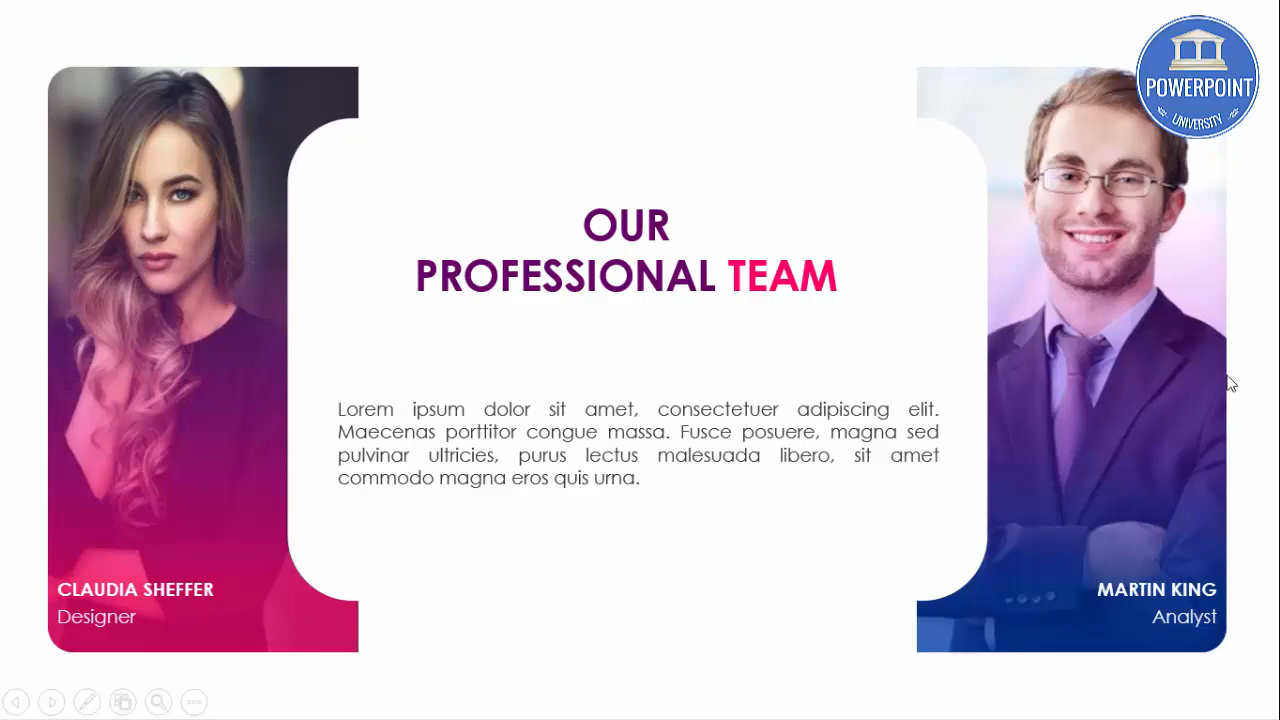 POWERPOINT
UNIVERSITY
OUR
PROFESSIONAL TEAM
Lorem ipsum dolor sit amet, consectetuer adipiscing elit.
Maecenas porttitor congue massa. Fusce posuere, magna sed
pulvinar ultricies, purus lectus malesuada libero, sit amet
commodo magna eros quis urna.
CLAUDIA SHEFFER
Designer
MARTIN KING
Analyst